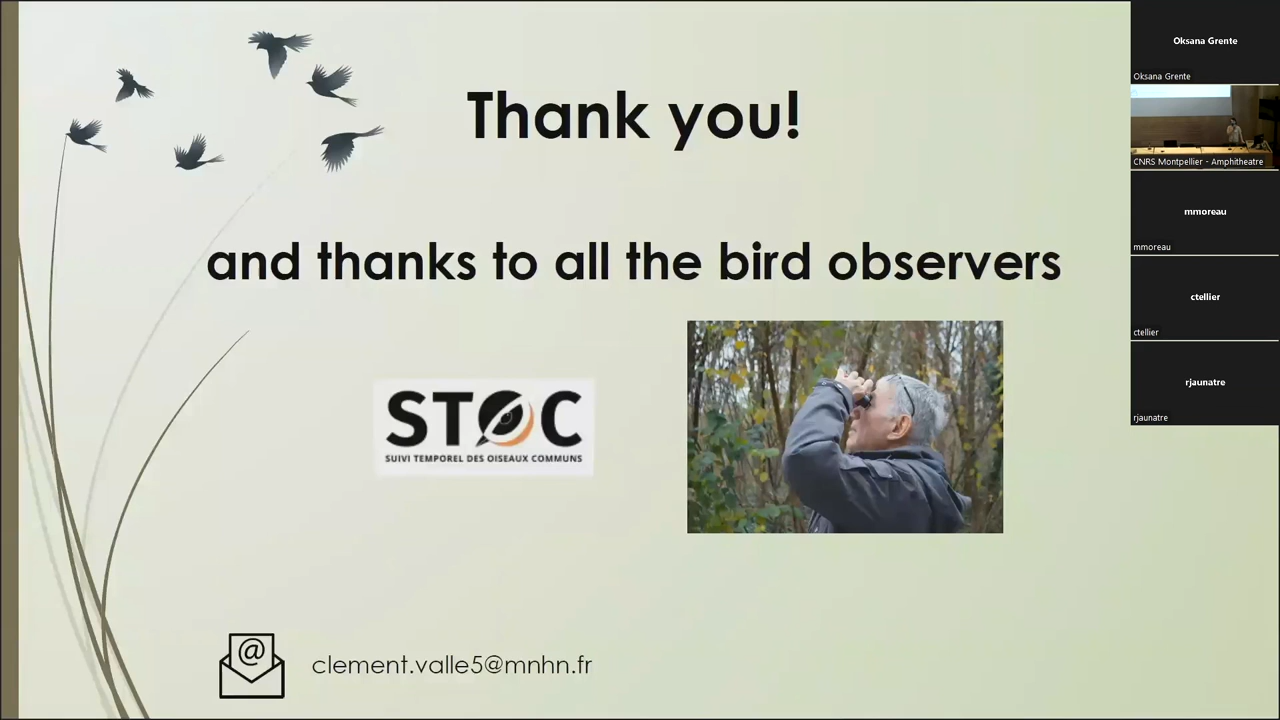 Thank you!
and thanks to all the bird observers
STOC
SUIVI TEMPOREL DES OISEAUX COMMUNS
@
clement.valle5@mnhn.fr
Oksana Grente
Oksana Grente
CNRS Montpellier - Amphitheatre
mmoreau
mmoreau
ctellier
ctellier
rjaunatre
rjaunatre